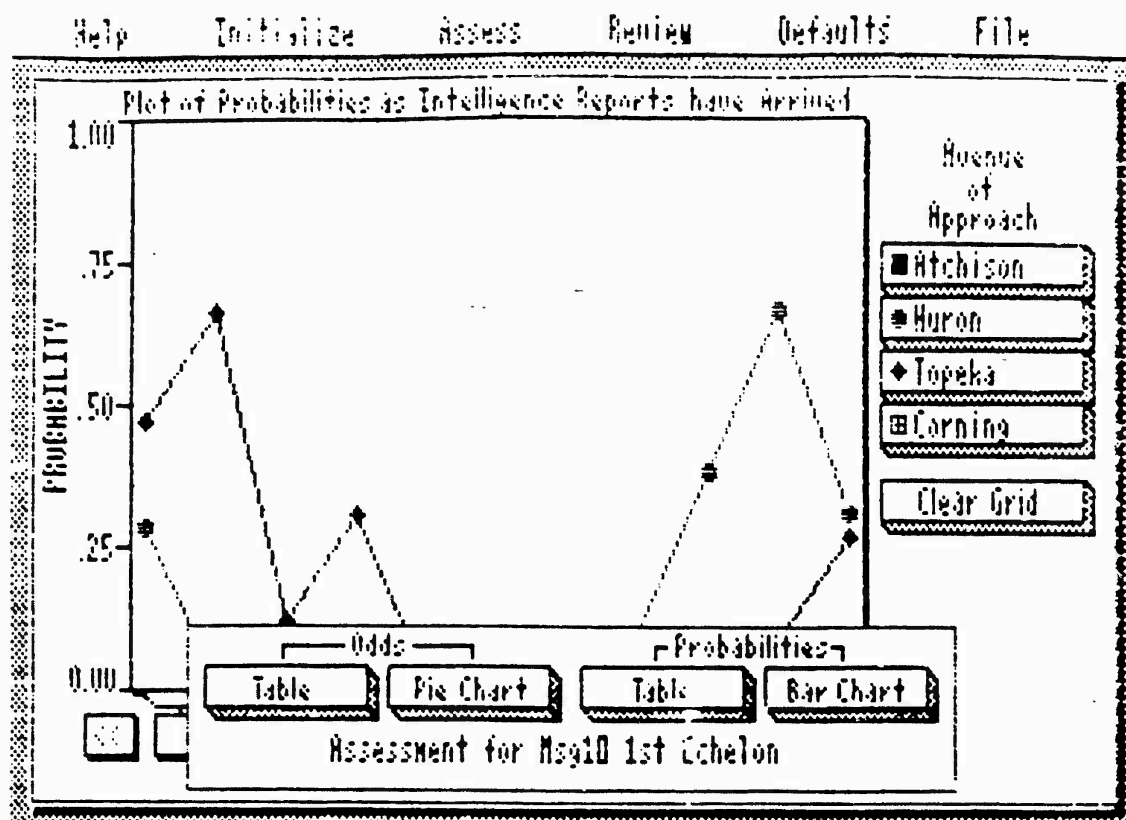 Help Initialize Assess Review Defaults File
Plot of Probabilities as Intelligence Reports have Arrived
1.00
.75
.50
.25
0.00
PROBABILITY
Avenue
of
Approach
Atchison
Huron
Topeka
Corning
Clear Grid
Odds Probabilities
Table Pie Chart Table Bar Chart
Assessment for Msg10 1st Echelon